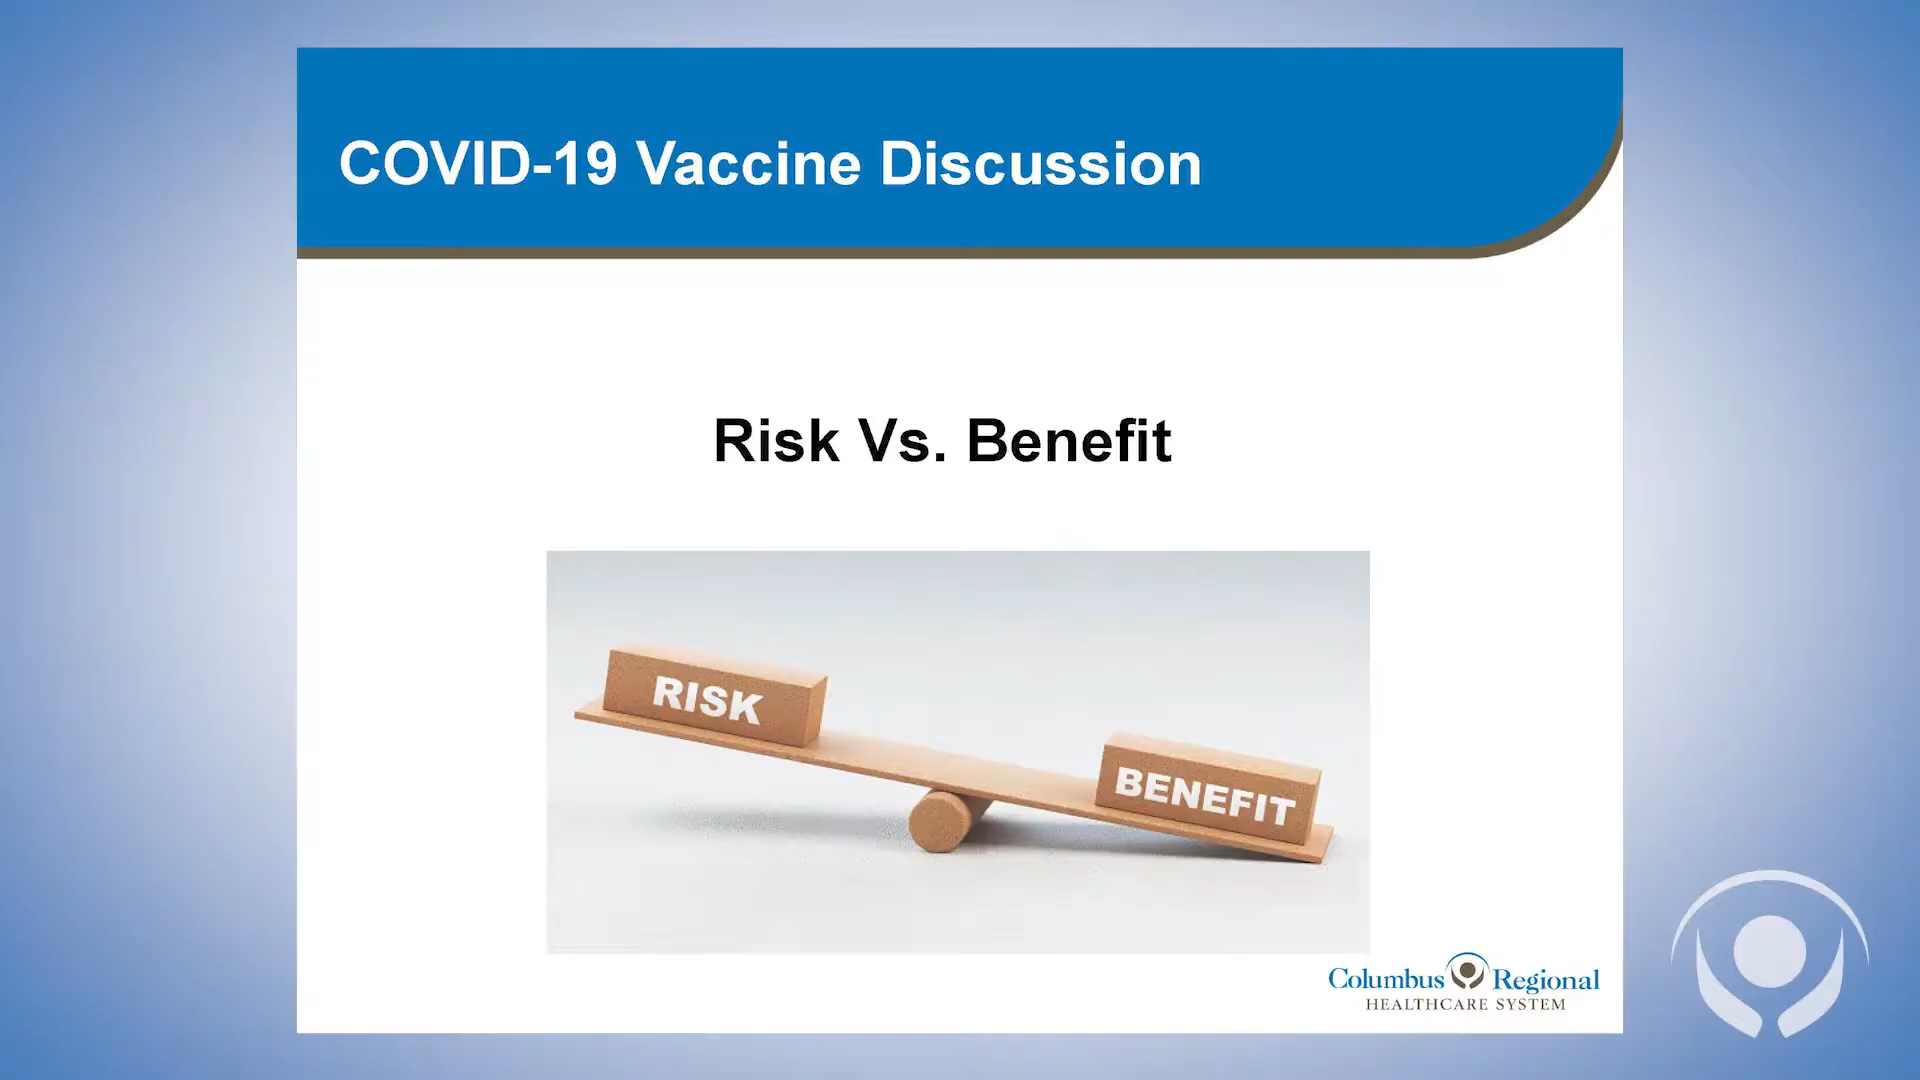 COVID-19 Vaccine Discussion
Risk Vs. Benefit
RISK
BENEFIT
Columbus Regional
HEALTHCARE SYSTEM